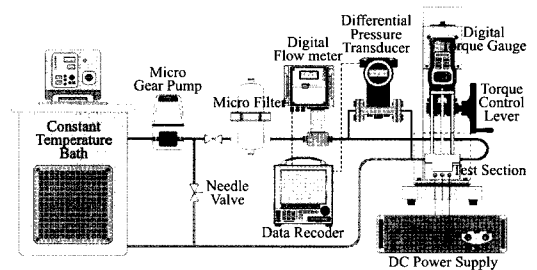 Digital
Flow meter
Differential
Pressure
Transducer
Digital
Torque Gauge
Micro
Gear Pump
Micro Filter
Torque
Control
Lever
Constant
Temperature
Bath
Needle
Valve
Test Section
Data Recoder
DC Power Supply